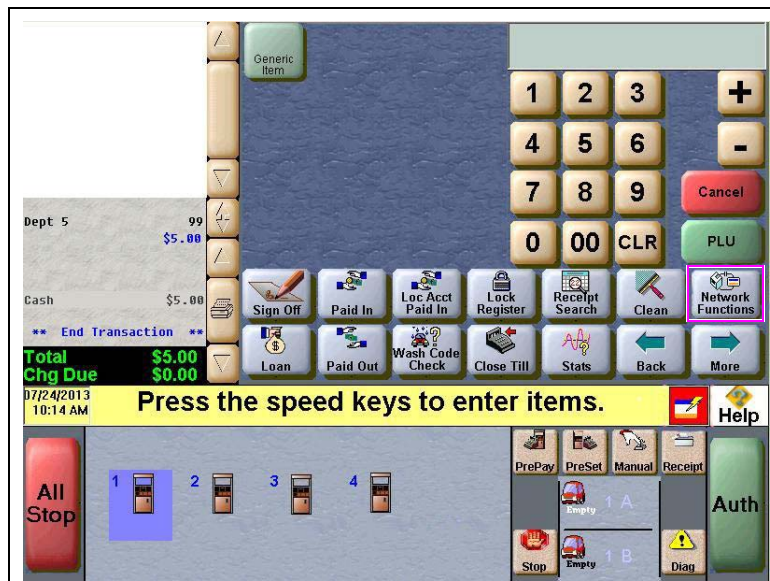 Generic
Item
1 2 3 +
4 5 6 -
7 8 9 Cancel
0 00 CLR PLU
Dept 5 99
$5.00
Cash $5.00
** End Transaction **
Total $5.00
Chg Due $0.00
Sign Off
Paid In
Loc Acct
Paid In
Lock
Register
Receipt
Search
Clean
Network
Functions
Loan
Paid Out
Wash Code
Check
Close Till
Stats
Back
More
07/24/2013
10:14 AM
Press the speed keys to enter items.
Help
All
Stop
1 2 3 4
PrePay PreSet Manual Receipt
Empty 1 A
Auth
Stop
Empty 1 B
Diag